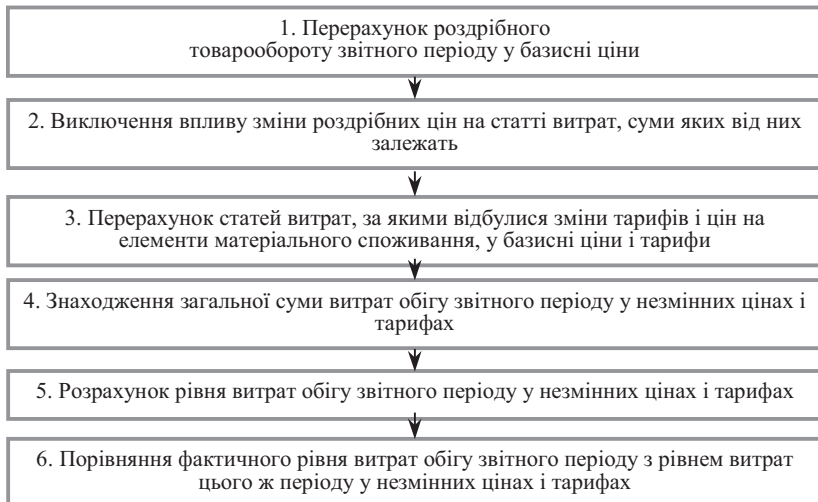 1. Перерахунок роздрібного
товарообороту звітного періоду у базисні ціни
2. Виключення впливу зміни роздрібних цін на статті витрат, суми яких від них
залежать
3. Перерахунок статей витрат, за якими відбулися зміни тарифів і цін на
елементи матеріального споживання, у базисні ціни і тарифи
4. Знаходження загальної суми витрат обігу звітного періоду у незмінних цінах і
тарифах
5. Розрахунок рівня витрат обігу звітного періоду у незмінних цінах і тарифах
6. Порівняння фактичного рівня витрат обігу звітного періоду з рівнем витрат
цього ж періоду у незмінних цінах і тарифах